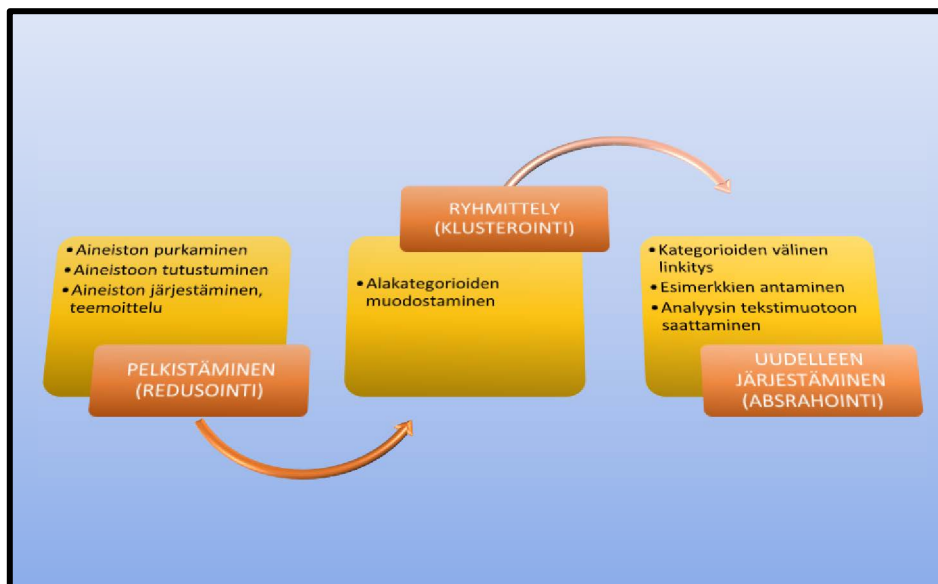 • Aineiston purkaminen
• Aineistoon tutustuminen
• Aineiston järjestäminen,
teemoittelu
PELKISTÄMINEN
(REDUSOINTI)
RYHMITTELY
(KLUSTEROINTI)
• Alakategorioiden
muodostaminen
• Kategorioiden välinen
linkitys
• Esimerkkien antaminen
• Analyysin tekstimuotoon
saattaminen
UUDELLEEN
JÄRJESTÄMINEN
(ABSRAHOINTI)